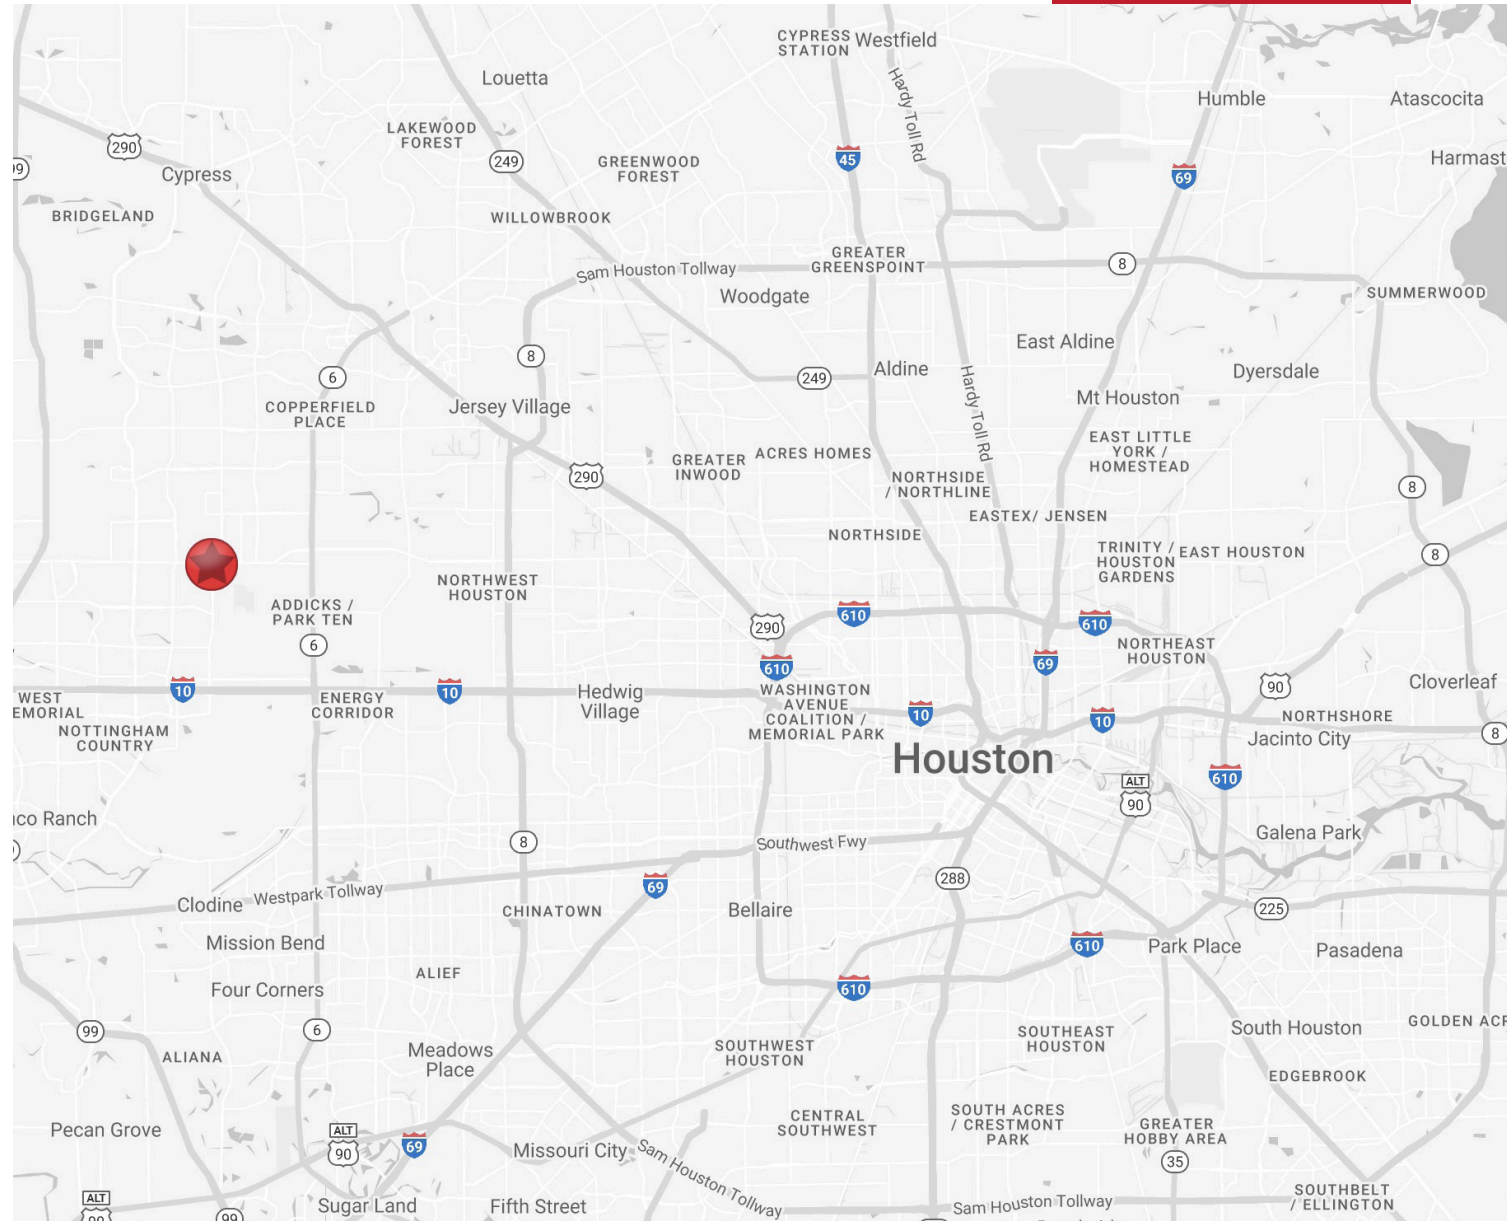 CYPRESS
STATION
Westfield
Louetta
Hardy Toll Rd
Humble
Atascocita
LAKEWOOD
FOREST
290
249
GREENWOOD
FOREST
45
Harmast
99
Cypress
69
BRIDGELAND
WILLOWBROOK
GREATER
GREENSPOINT
Sam Houston Tollway
8
Woodgate
SUMMERWOOD
8
East Aldine
6
249
Aldine
Dyersdale
Hardy Toll Rd
COPPERFIELD
PLACE
Jersey Village
Mt Houston
EAST LITTLE
YORK /
HOMESTEAD
ACRES HOMES
GREATER
INWOOD
290
NORTHSIDE
/ NORTHLINE
8
EASTEX/ JENSEN
NORTHSIDE
TRINITY /
HOUSTON
GARDENS
EAST HOUSTON
8
NORTHWEST
HOUSTON
ADDICKS /
PARK TEN
6
290
610
610
610
69
NORTHEAST
HOUSTON
10
10
WEST
EMORIAL
ENERGY
CORRIDOR
Hedwig
Village
WASHINGTON
AVENUE
COALITION /
MEMORIAL PARK
10
10
90
Cloverleaf
NOTTINGHAM
COUNTRY
NORTHSHORE
Jacinto City
8
Houston
610
ALT
90
nco Ranch
Galena Park
8
Southwest Fwy
69
288
Westpark Tollway
Clodine
CHINATOWN
Bellaire
225
Mission Bend
610
Park Place
Pasadena
ALIEF
Four Corners
610
99
6
SOUTHEAST
HOUSTON
South Houston
GOLDEN ACR
ALIANA
Meadows
Place
SOUTHWEST
HOUSTON
EDGEBROOK
Pecan Grove
ALT
90
69
Missouri City
CENTRAL
SOUTHWEST
SOUTH ACRES
/ CRESTMONT
PARK
GREATER
HOBBY AREA
35
Sam Houston Tollway
ALT
90
99
Sugar Land
Fifth Street
Sam Houston Tollway
SOUTHBELT
/ ELLINGTON